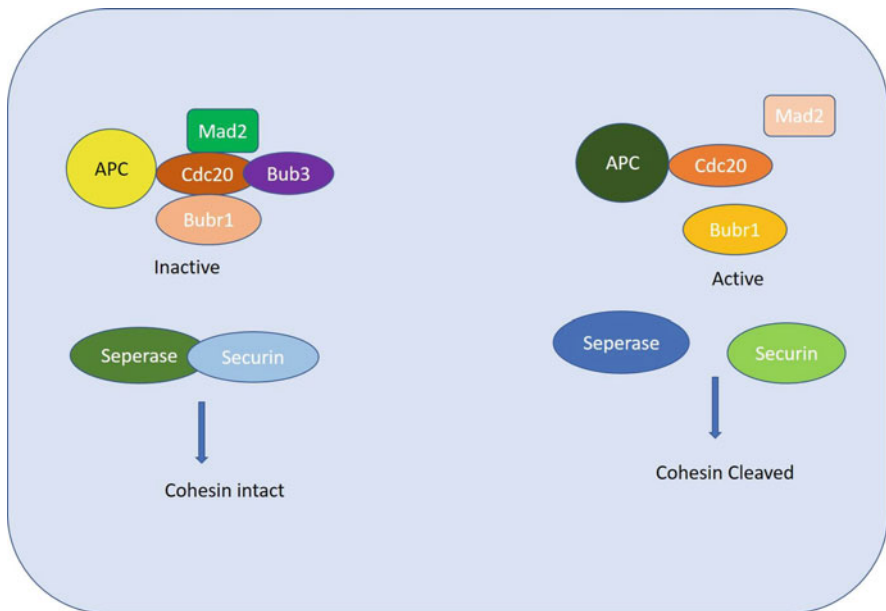 Mad2
APC
Cdc20
Bub3
Bubr1
Inactive
Seperase
Securin
Cohesin intact
Mad2
APC
Cdc20
Bubr1
Active
Seperase
Securin
Cohesin Cleaved